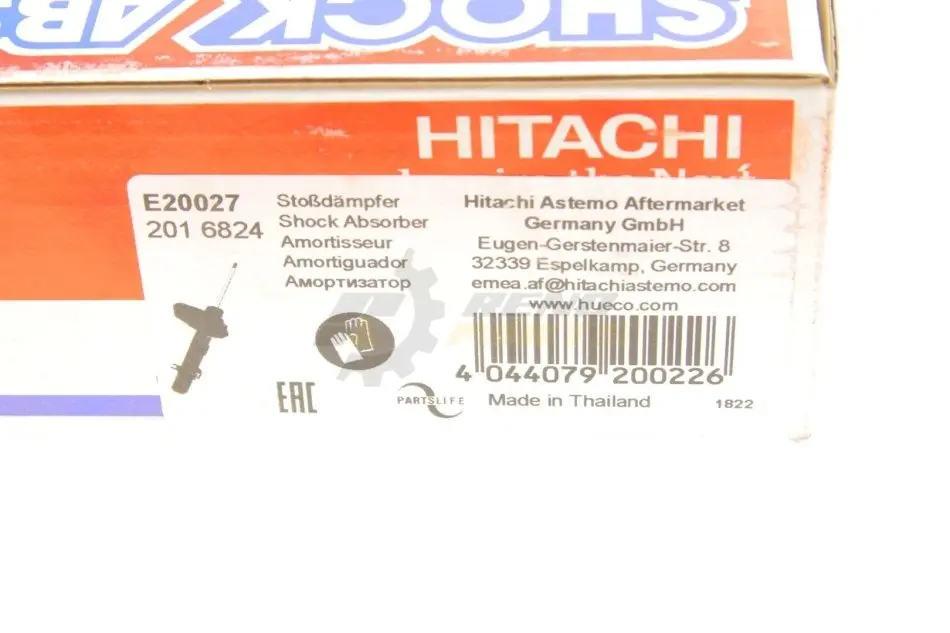 SHOCK AB
HITACHI
E20027
201 6824
Stoßdämpfer
Shock Absorber
Amortisseur
Amortiguador
Амортизатор
Hitachi Astemo Aftermarket
Germany GmbH
Eugen-Gerstenmaier-Str. 8
32339 Espelkamp, Germany
emea.af@hitachiastemo.com
www.hueco.com
4 044079 200226
EAC
PARTSLIFE
Made in Thailand
1822